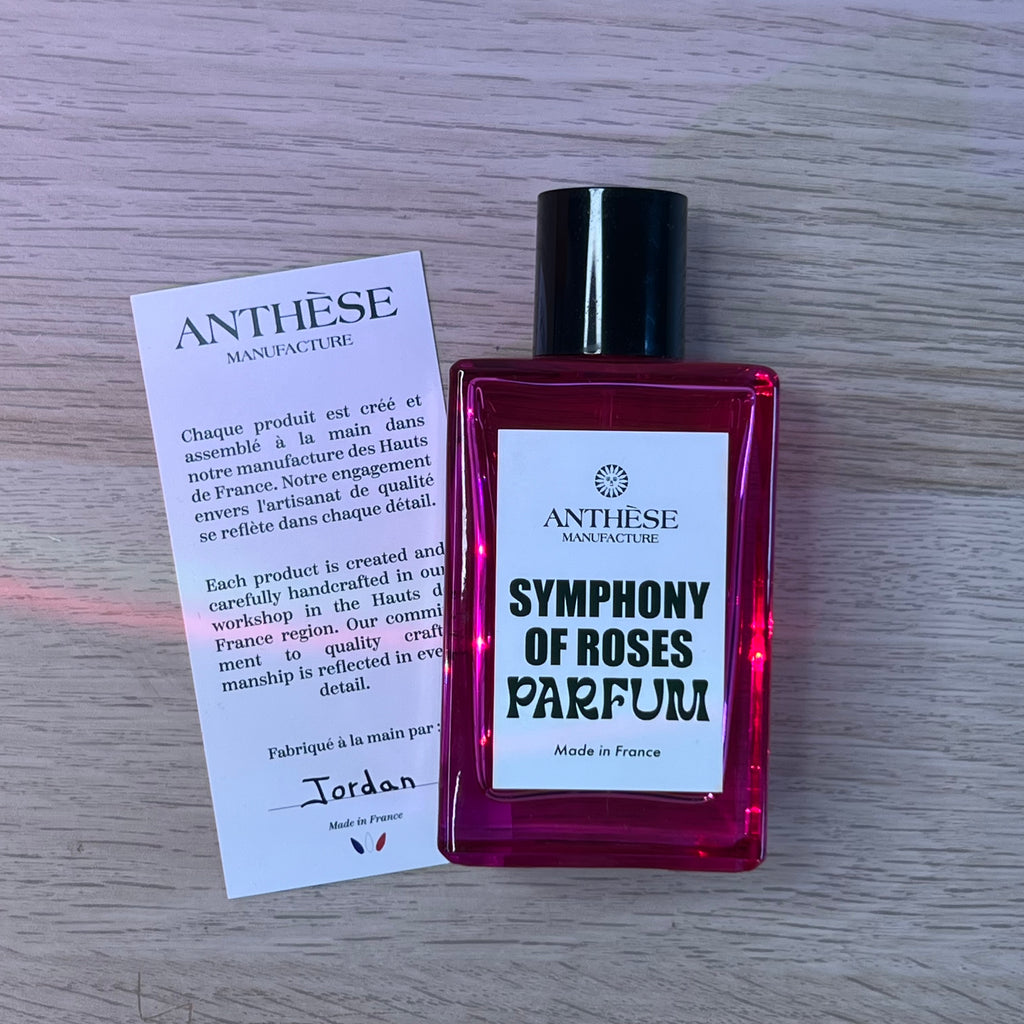 ANTHÈSE
MANUFACTURE
Chaque produit est créé et
assemblé à la main dans
notre manufacture des Hauts
de France. Notre engagement
envers l'artisanat de qualité
se reflète dans chaque détail.
Each product is created and
carefully handcrafted in our
workshop in the Hauts d
France region. Our commi
ment to quality craft
manship is reflected in eve
detail.
Fabriqué à la main par :
Jordan
Made in France
ANTHÈSE
MANUFACTURE
SYMPHONY
OF ROSES
PARFUM
Made in France